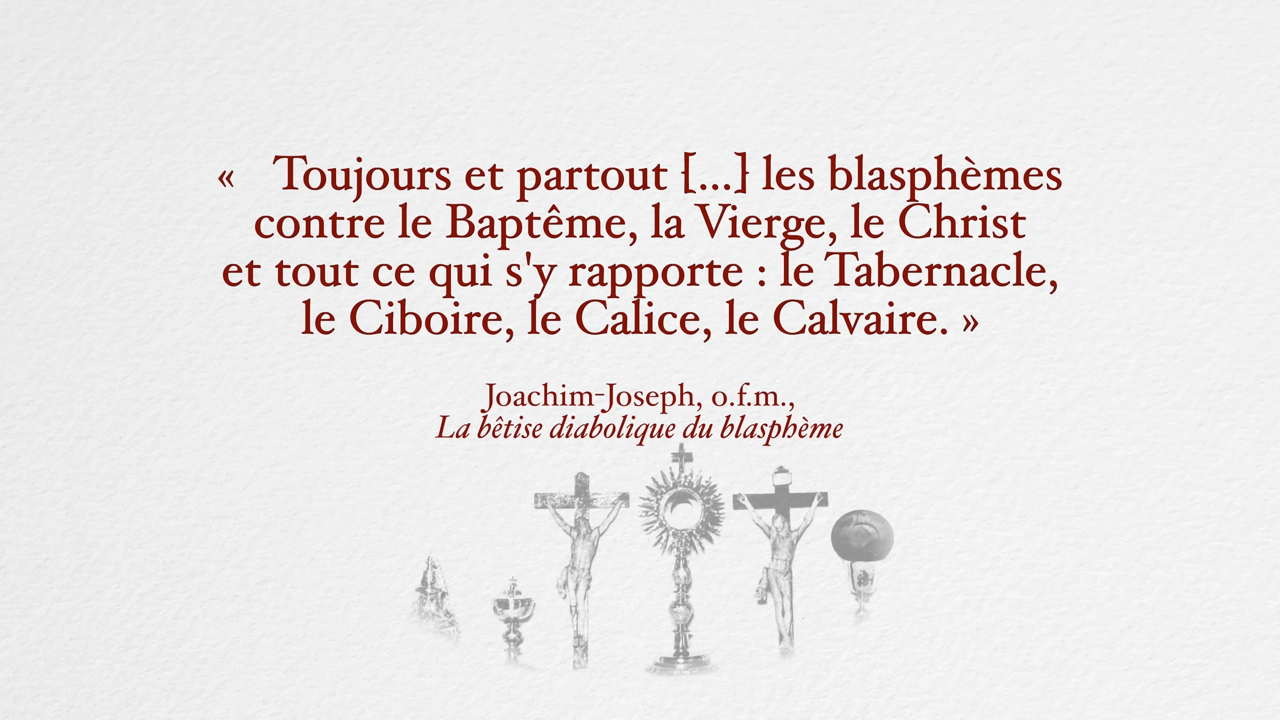 « Toujours et partout [...] les blasphèmes
contre le Baptême, la Vierge, le Christ
et tout ce qui s'y rapporte : le Tabernacle,
le Ciboire, le Calice, le Calvaire. »
Joachim-Joseph, o.f.m.,
La bêtise diabolique du blasphème